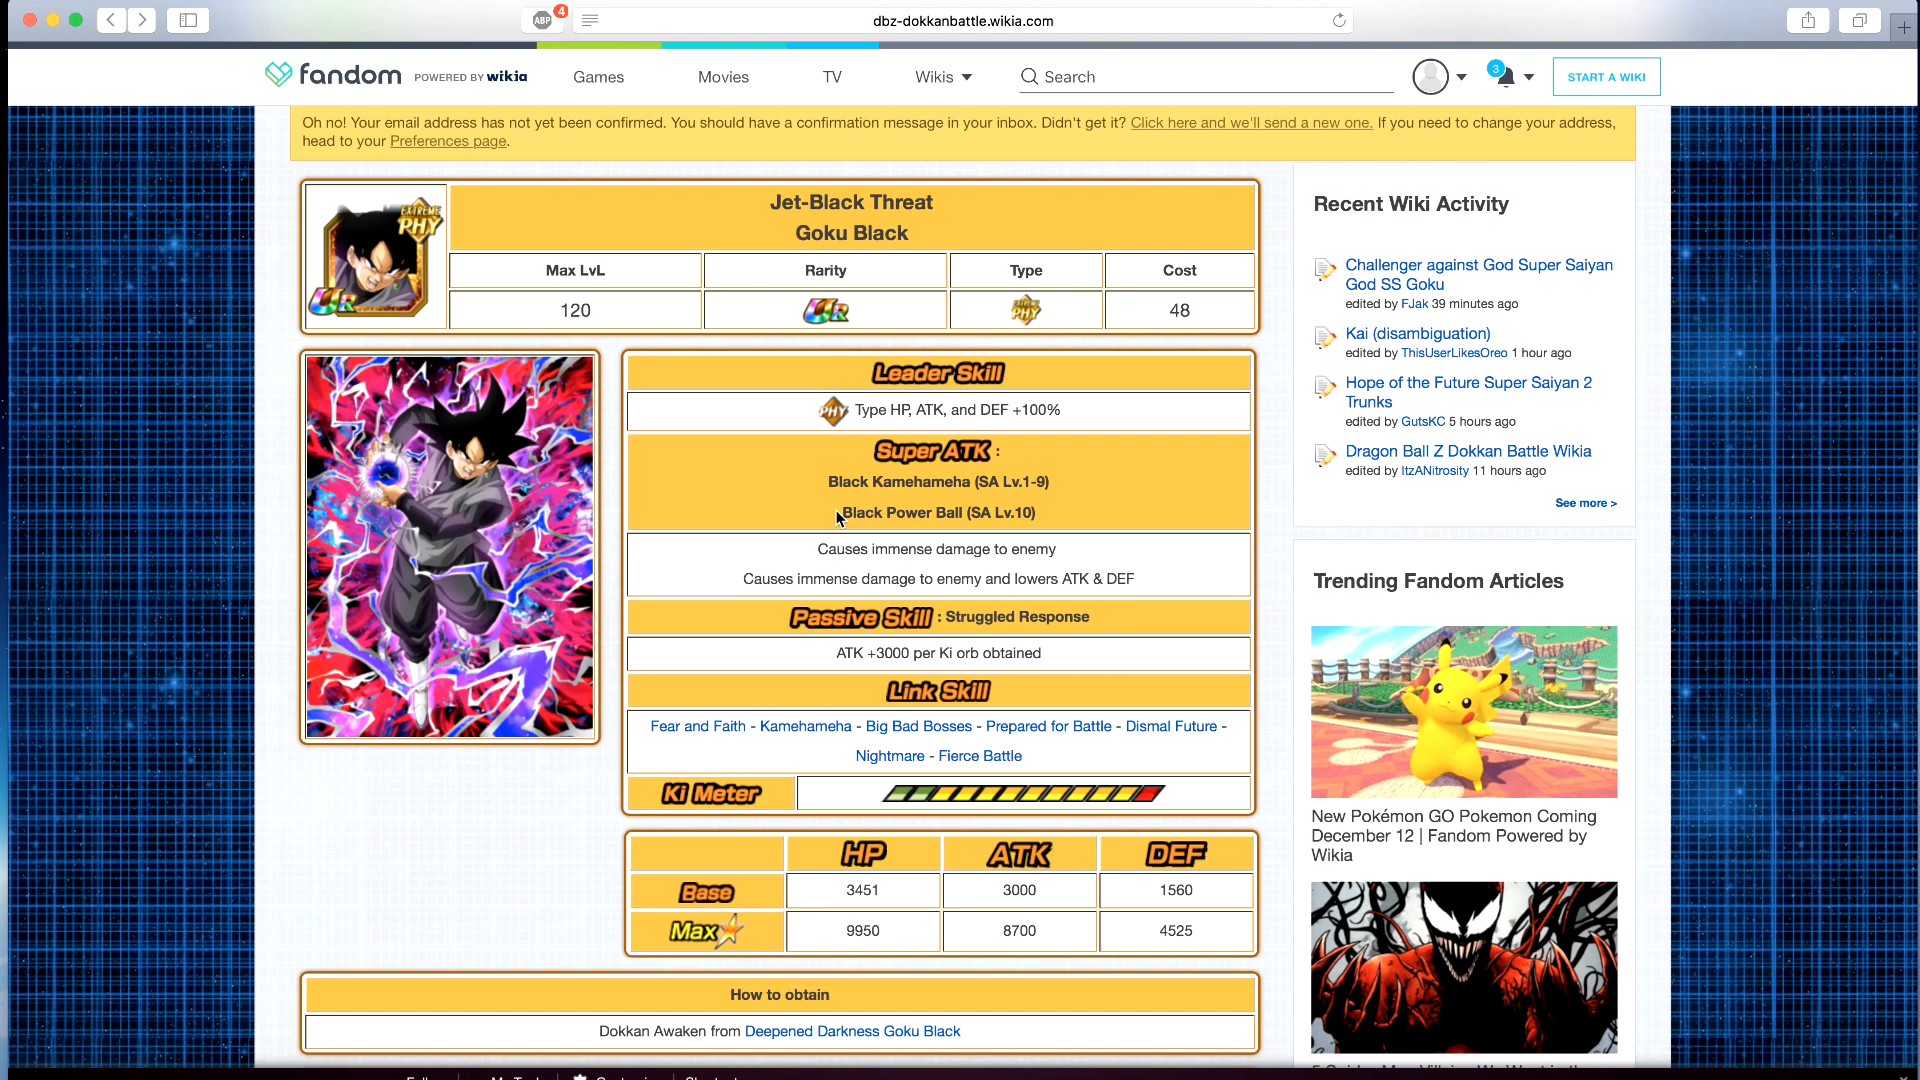 ABP
4
dbz-dokkanbattle.wikia.com
fandom
POWERED BY wikia
Games
Movies
TV
Wikis
Search
3
START A WIKI
Oh no! Your email address has not yet been confirmed. You should have a confirmation message in your inbox. Didn't get it? Click here and we'll send a new one. If you need to change your address,
head to your Preferences page.
EXTREME
PHY
UR
Jet-Black Threat
Goku Black
Max LvL
Rarity
Type
Cost
120
UR
EXTREME
PHY
48
Leader Skill
PHY Type HP, ATK, and DEF +100%
Super ATK :
Black Kamehameha (SA Lv.1-9)
Black Power Ball (SA Lv.10)
Causes immense damage to enemy
Causes immense damage to enemy and lowers ATK & DEF
Passive Skill : Struggled Response
ATK +3000 per Ki orb obtained
Link Skill
Fear and Faith - Kamehameha - Big Bad Bosses - Prepared for Battle - Dismal Future -
Nightmare - Fierce Battle
Ki Meter
HP
ATK
DEF
Base
3451
3000
1560
Max
9950
8700
4525
How to obtain
Dokkan Awaken from Deepened Darkness Goku Black
Recent Wiki Activity
Challenger against God Super Saiyan
God SS Goku
edited by FJak 39 minutes ago
Kai (disambiguation)
edited by ThisUserLikesOreo 1 hour ago
Hope of the Future Super Saiyan 2
Trunks
edited by GutsKC 5 hours ago
Dragon Ball Z Dokkan Battle Wikia
edited by ItzANitrosity 11 hours ago
See more >
Trending Fandom Articles
New Pokémon GO Pokemon Coming
December 12 | Fandom Powered by
Wikia